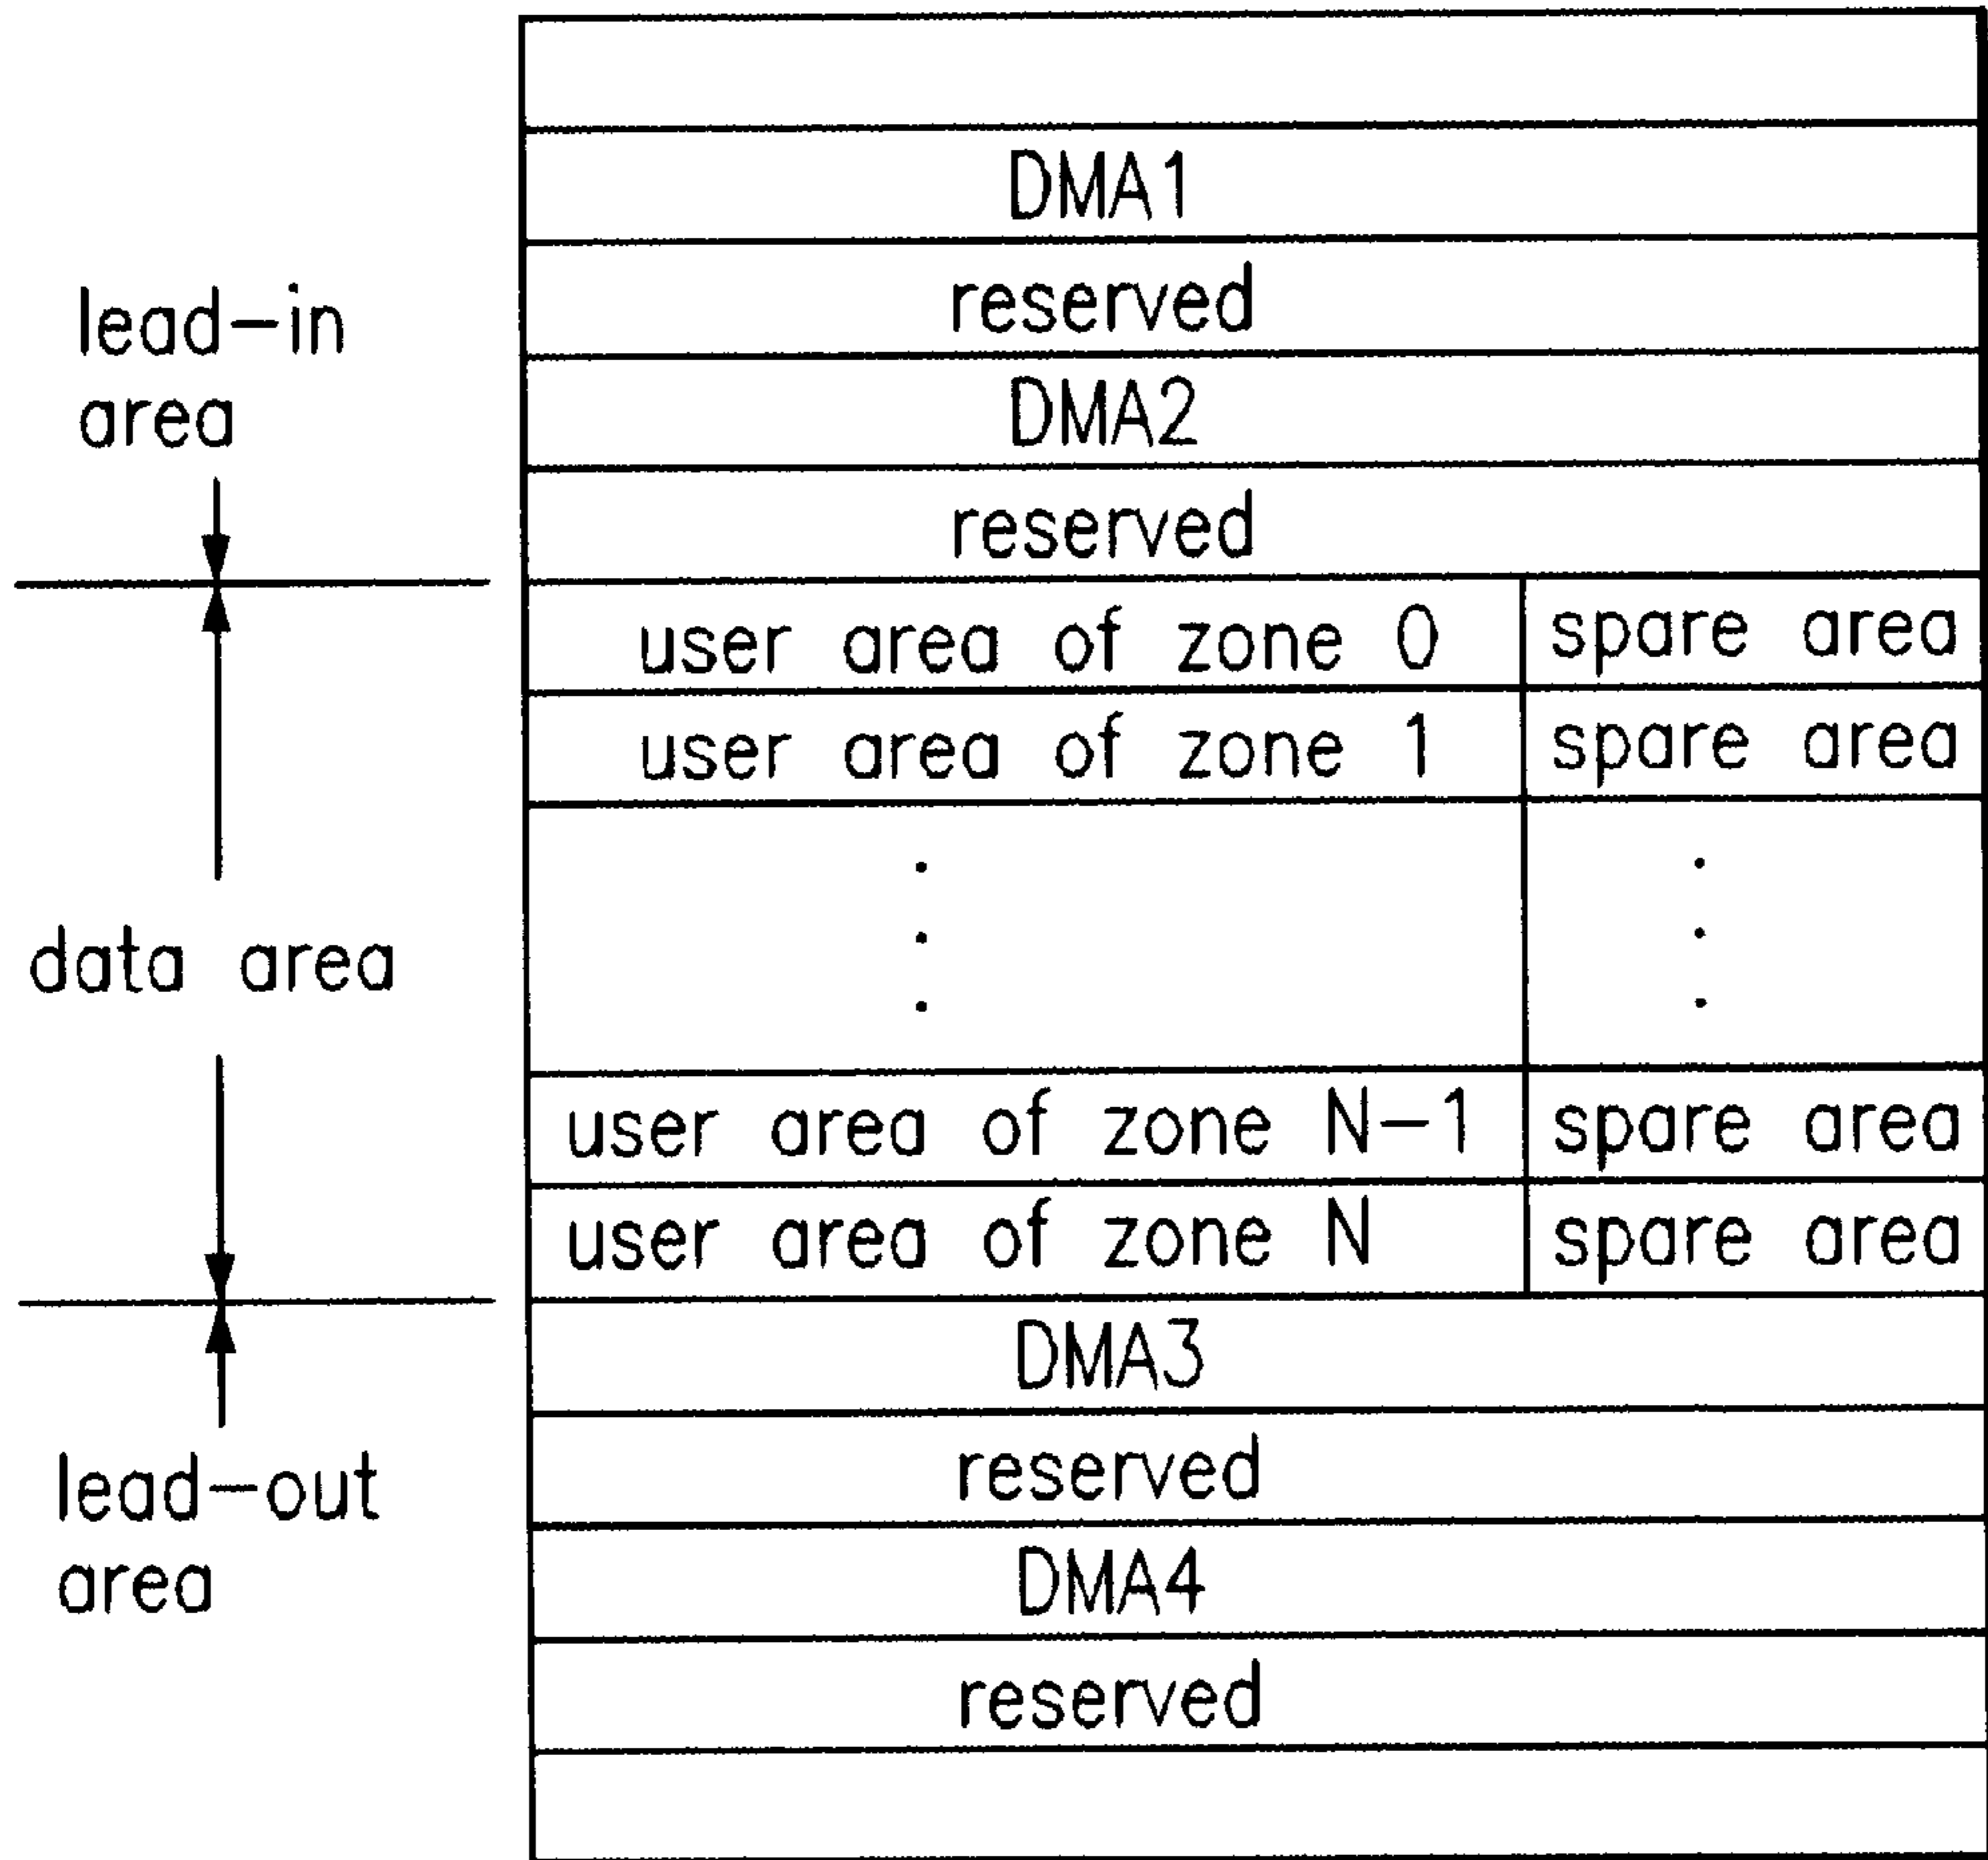 DMA1
reserved
lead-in
area
DMA2
reserved
user area of zone 0 spare area
user area of zone 1 spare area
data area
user area of zone N-1 spare area
user area of zone N spare area
DMA3
reserved
lead-out
area
DMA4
reserved